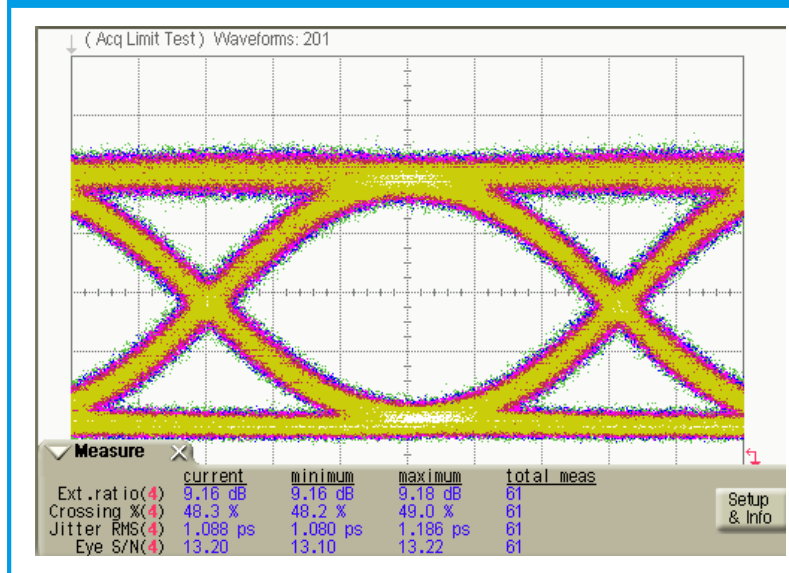 ( Acq Limit Test ) Waveforms: 201
Measure
current minimum maximum total meas
Ext.ratio(4) 9.16 dB 9.16 dB 9.18 dB 61
Crossing %(4) 48.3 % 48.2 % 49.0 % 61
Jitter RMS(4) 1.088 ps 1.080 ps 1.186 ps 61
Eye S/N(4) 13.20 13.10 13.22 61
Setup
& Info